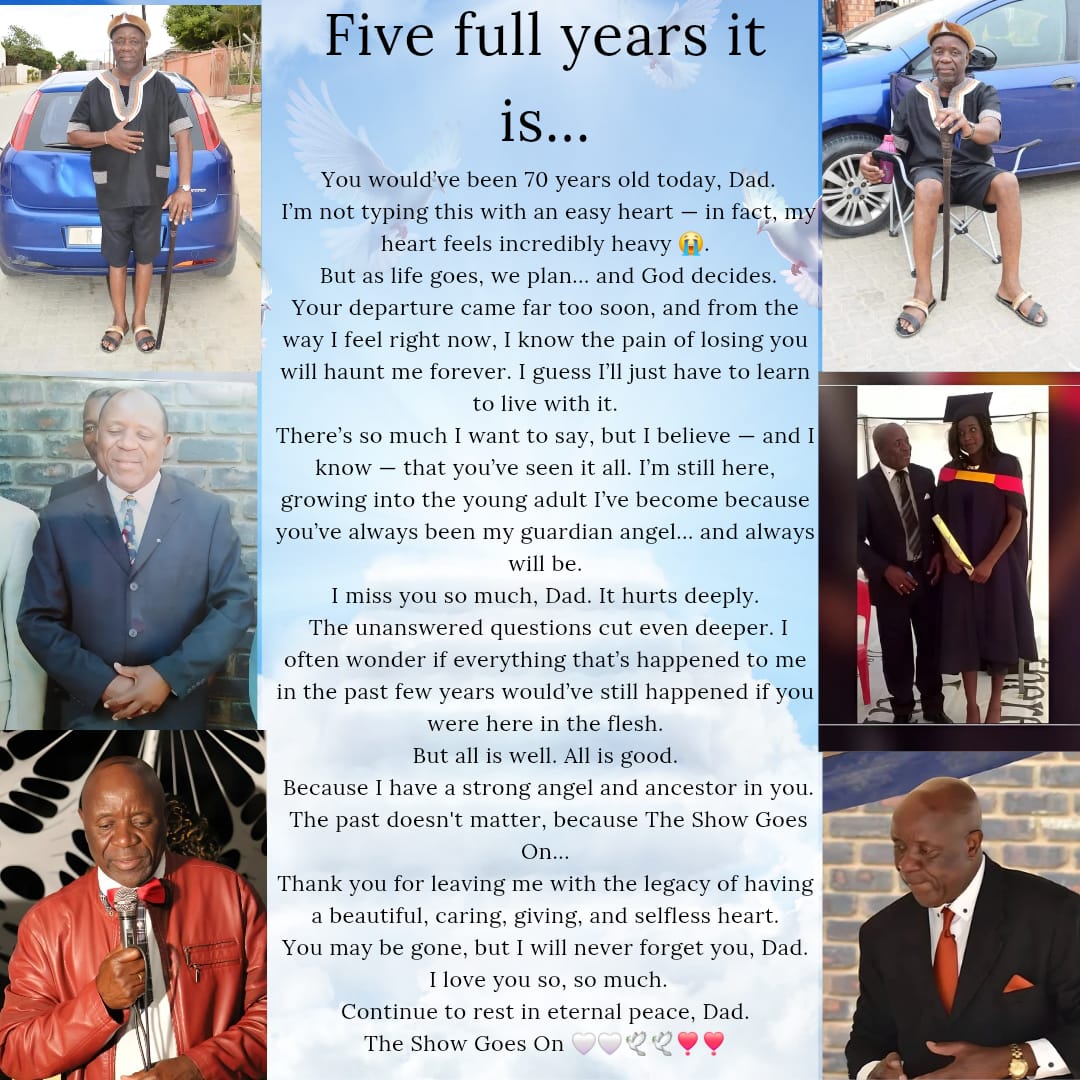 Five full years it
is...
You would’ve been 70 years old today, Dad.
I’m not typing this with an easy heart — in fact, my
heart feels incredibly heavy 😭.
But as life goes, we plan... and God decides.
Your departure came far too soon, and from the
way I feel right now, I know the pain of losing you
will haunt me forever. I guess I’ll just have to learn
to live with it.
There’s so much I want to say, but I believe — and I
know — that you’ve seen it all. I’m still here,
growing into the young adult I’ve become because
you’ve always been my guardian angel... and always
will be.
I miss you so much, Dad. It hurts deeply.
The unanswered questions cut even deeper. I
often wonder if everything that’s happened to me
in the past few years would’ve still happened if you
were here in the flesh.
But all is well. All is good.
Because I have a strong angel and ancestor in you.
The past doesn't matter, because The Show Goes
On...
Thank you for leaving me with the legacy of having
a beautiful, caring, giving, and selfless heart.
You may be gone, but I will never forget you, Dad.
I love you so, so much.
Continue to rest in eternal peace, Dad.
The Show Goes On 🤍🤍🕊🕊❣❣